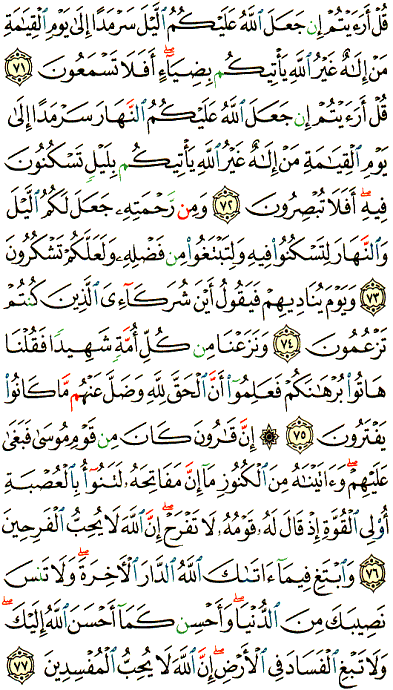 قُلۡ أَرَءَيۡتُمۡ إِن جَعَلَ ٱللَّهُ عَلَيۡكُمُ ٱلَّيۡلَ سَرۡمَدًا إِلَىٰ يَوۡمِ ٱلۡقِيَٰمَةِ
مَنۡ إِلَٰهٌ غَيۡرُ ٱللَّهِ يَأۡتِيكُم بِضِيَآءٍۖ أَفَلَا تَسۡمَعُونَ ٧١
قُلۡ أَرَءَيۡتُمۡ إِن جَعَلَ ٱللَّهُ عَلَيۡكُمُ ٱلنَّهَارَ سَرۡمَدًا إِلَىٰ
يَوۡمِ ٱلۡقِيَٰمَةِ مَنۡ إِلَٰهٌ غَيۡرُ ٱللَّهِ يَأۡتِيكُم بِلَيۡلٖ تَسۡكُنُونَ
فِيهِۖ أَفَلَا تُبۡصِرُونَ ٧٢ وَمِن رَّحۡمَتِهِۦ جَعَلَ لَكُمُ ٱلَّيۡلَ
وَٱلنَّهَارَ لِتَسۡكُنُواْ فِيهِ وَلِتَبۡتَغُواْ مِن فَضۡلِهِۦ وَلَعَلَّكُمۡ تَشۡكُرُونَ
٧٣ وَيَوۡمَ يُنَادِيهِمۡ فَيَقُولُ أَيۡنَ شُرَكَآءِيَ ٱلَّذِينَ كُنتُمۡ
تَزۡعُمُونَ ٧٤ وَنَزَعۡنَا مِن كُلِّ أُمَّةٖ شَهِيدٗا فَقُلۡنَا
هَاتُواْ بُرۡهَٰنَكُمۡ فَعَلِمُوٓاْ أَنَّ ٱلۡحَقَّ لِلَّهِ وَضَلَّ عَنۡهُم مَّا كَانُواْ
يَفۡتَرُونَ ٧٥ ۞ إِنَّ قَٰرُونَ كَانَ مِن قَوۡمِ مُوسَىٰ فَبَغَىٰ
عَلَيۡهِمۡۖ وَءَاتَيۡنَٰهُ مِنَ ٱلۡكُنُوزِ مَآ إِنَّ مَفَاتِحَهُۥ لَتَنُوٓأُ بِٱلۡعُصۡبَةِ
أُوْلِي ٱلۡقُوَّةِ إِذۡ قَالَ لَهُۥ قَوۡمُهُۥ لَا تَفۡرَحۡۖ إِنَّ ٱللَّهَ لَا يُحِبُّ ٱلۡفَرِحِينَ
٧٦ وَٱبۡتَغِ فِيمَآ ءَاتَىٰكَ ٱللَّهُ ٱلدَّارَ ٱلۡأٓخِرَةَۖ وَلَا تَنسَ
نَصِيبَكَ مِنَ ٱلدُّنۡيَاۖ وَأَحۡسِن كَمَآ أَحۡسَنَ ٱللَّهُ إِلَيۡكَۖ
وَلَا تَبۡغِ ٱلۡفَسَادَ فِي ٱلۡأَرۡضِۖ إِنَّ ٱللَّهَ لَا يُحِبُّ ٱلۡمُفۡسِدِينَ ٧٧